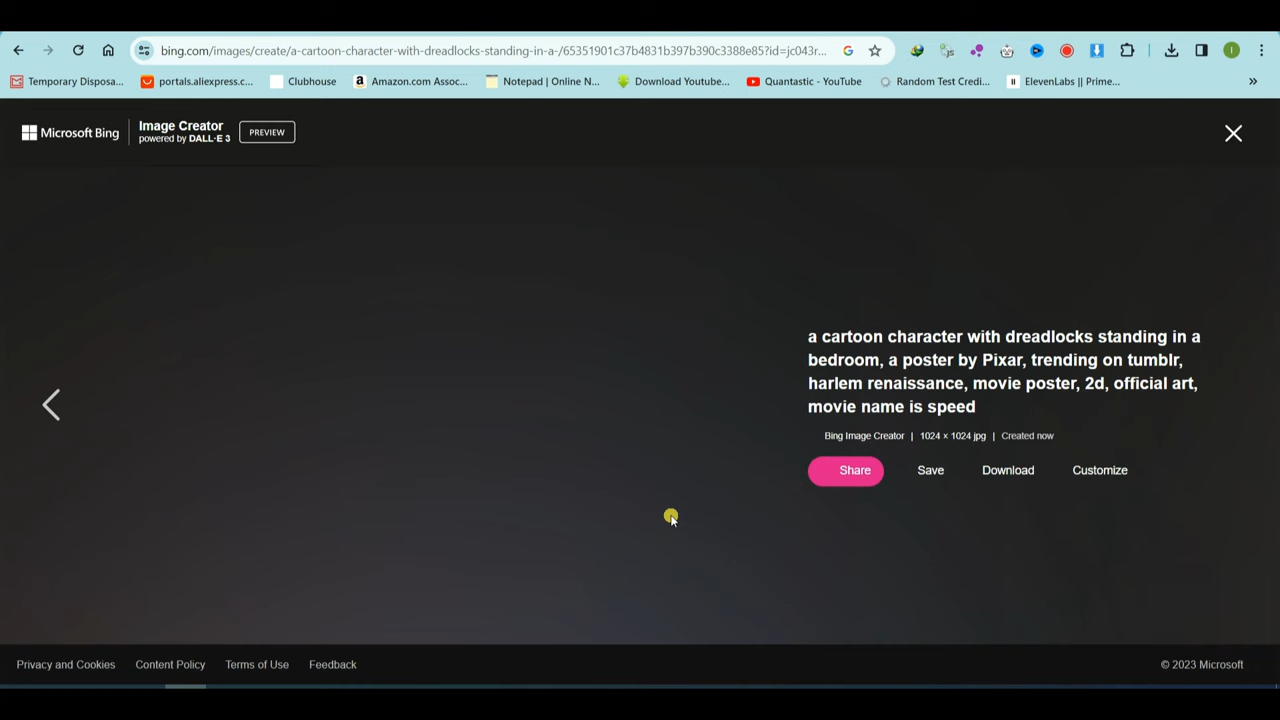 bing.com/images/create/a-cartoon-character-with-dreadlocks-standing-in-a-/65351901c37b4831b397b390c3388e85?id=jc043r...
Temporary Disposa...
portals.aliexpress.c...
Clubhouse
Amazon.com Assoc...
Notepad | Online N...
Download Youtube...
Quantastic - YouTube
Random Test Credi...
ElevenLabs || Prime...
Microsoft Bing
Image Creator
powered by DALL·E 3
PREVIEW
a cartoon character with dreadlocks standing in a
bedroom, a poster by Pixar, trending on tumblr,
harlem renaissance, movie poster, 2d, official art,
movie name is speed
Bing Image Creator | 1024 × 1024 jpg | Created now
Share Save Download Customize
Privacy and Cookies Content Policy Terms of Use Feedback © 2023 Microsoft